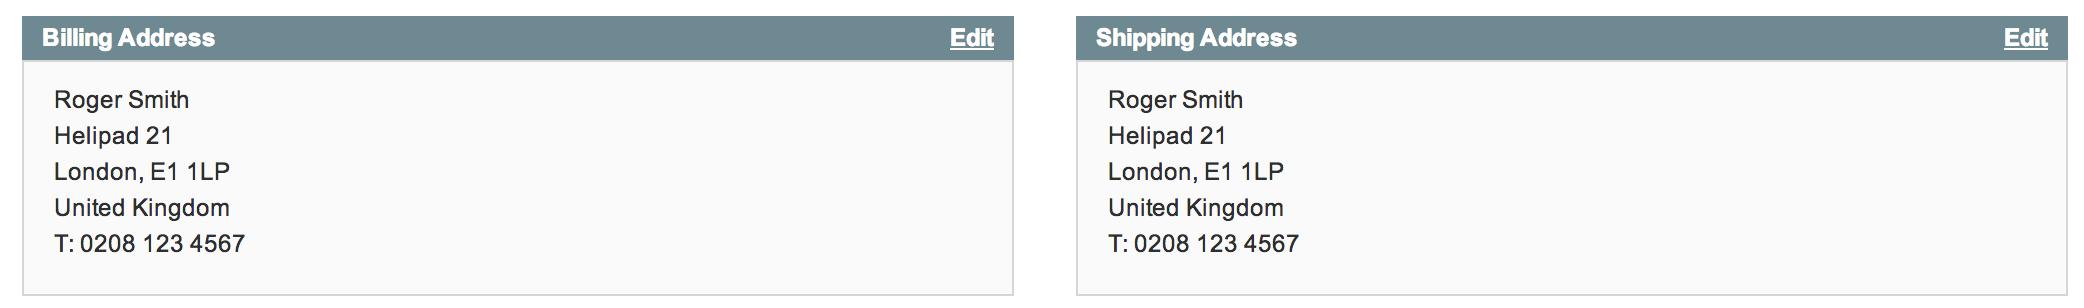 Billing Address Edit
Roger Smith
Helipad 21
London, E1 1LP
United Kingdom
T: 0208 123 4567
Shipping Address Edit
Roger Smith
Helipad 21
London, E1 1LP
United Kingdom
T: 0208 123 4567